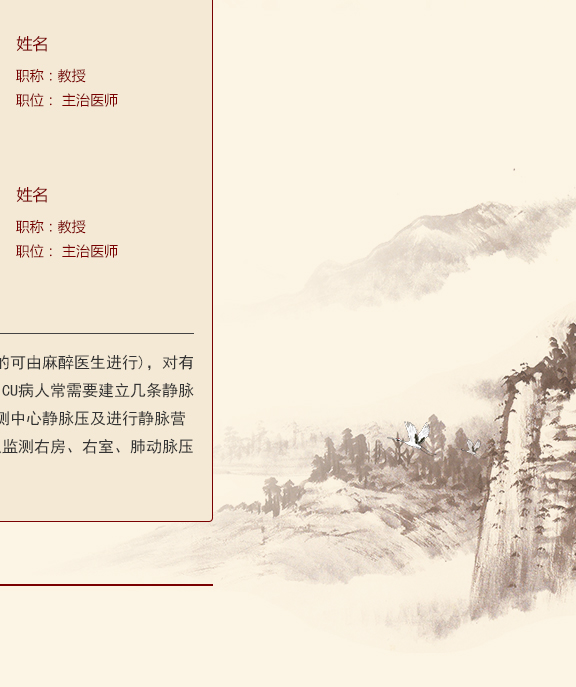 姓名
职称：教授
职位： 主治医师
姓名
职称：教授
职位： 主治医师
的可由麻醉医生进行)，对有
CU病人常需要建立几条静脉
测中心静脉压及进行静脉营
监测右房、右室、肺动脉压